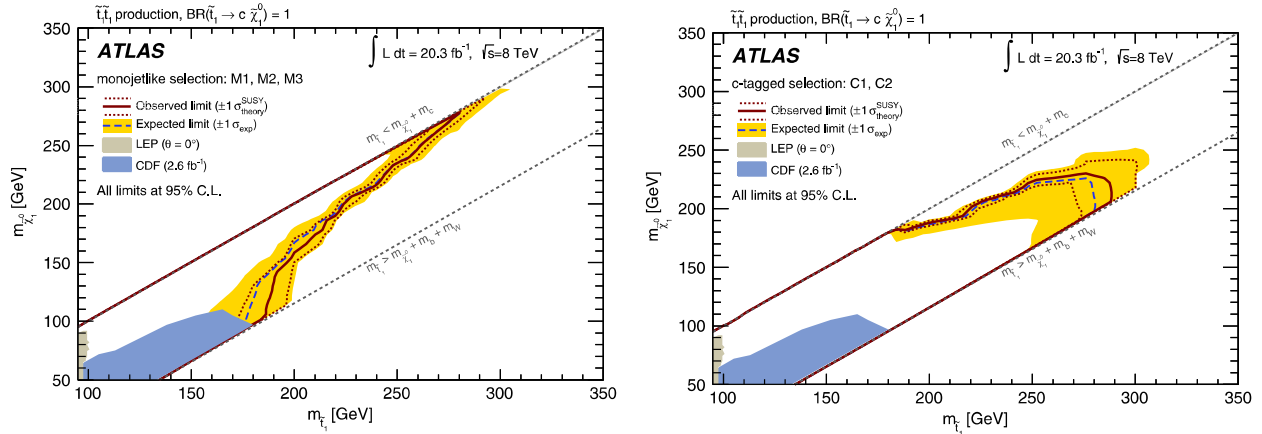 t̃₁t̃₁ production, BR(t̃₁ → c χ̃₁⁰) = 1
ATLAS
∫ L dt = 20.3 fb⁻¹, √s=8 TeV
monojetlike selection: M1, M2, M3
Observed limit (±1 σ_theory^SUSY)
Expected limit (±1 σ_exp)
LEP (θ = 0°)
CDF (2.6 fb⁻¹)
All limits at 95% C.L.
m_t̃₁ < m_χ̃₁⁰ + m_c
m_t̃₁ > m_χ̃₁⁰ + m_b + m_W
350
300
250
200
150
100
50
m_χ̃₁⁰ [GeV]
100 150 200 250 300 350
m_t̃₁ [GeV]
t̃₁t̃₁ production, BR(t̃₁ → c χ̃₁⁰) = 1
ATLAS
∫ L dt = 20.3 fb⁻¹, √s=8 TeV
c-tagged selection: C1, C2
Observed limit (±1 σ_theory^SUSY)
Expected limit (±1 σ_exp)
LEP (θ = 0°)
CDF (2.6 fb⁻¹)
All limits at 95% C.L.
m_t̃₁ < m_χ̃₁⁰ + m_c
m_t̃₁ > m_χ̃₁⁰ + m_b + m_W
350
300
250
200
150
100
50
m_χ̃₁⁰ [GeV]
100 150 200 250 300 350
m_t̃₁ [GeV]